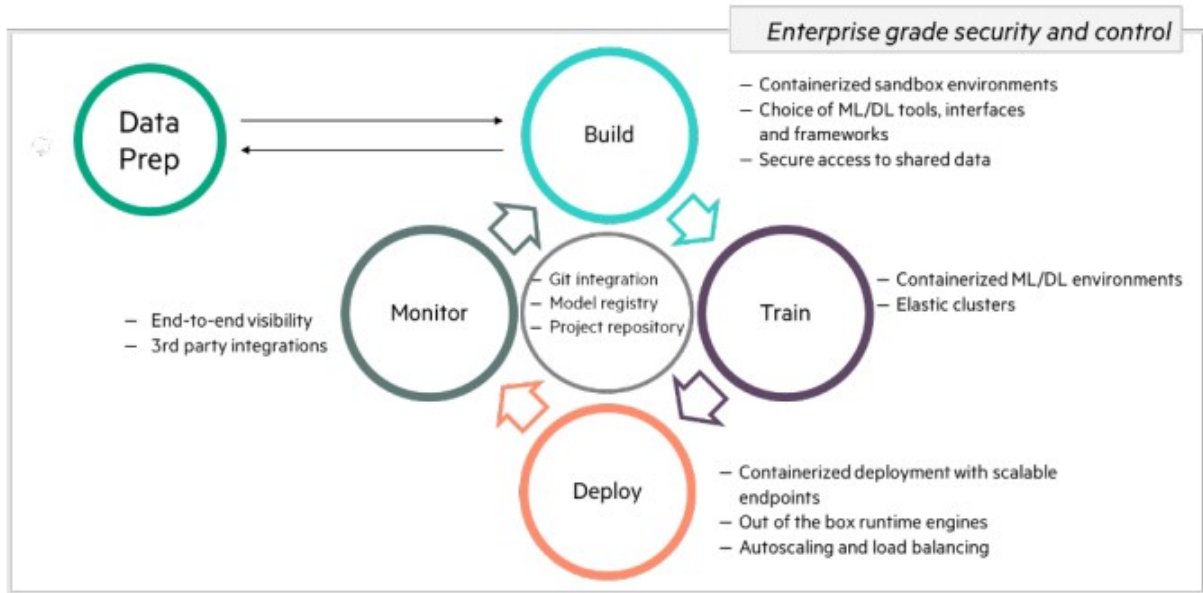 Enterprise grade security and control
Data
Prep
Build
— Containerized sandbox environments
— Choice of ML/DL tools, interfaces
and frameworks
— Secure access to shared data
Monitor
— End-to-end visibility
— 3rd party integrations
— Git integration
— Model registry
— Project repository
Train
— Containerized ML/DL environments
— Elastic clusters
Deploy
— Containerized deployment with scalable
endpoints
— Out of the box runtime engines
— Autoscaling and load balancing